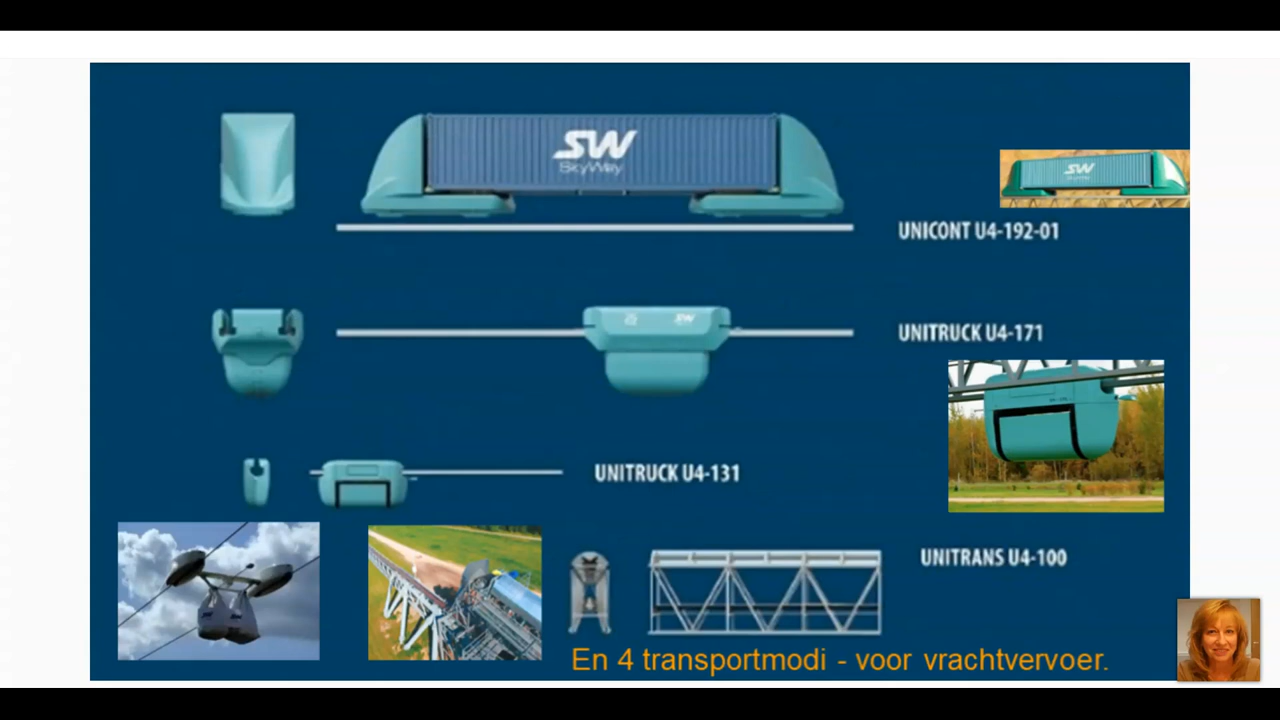 SW
SkyWay
SW
UNICONT U4-192-01
SW
UNITRUCK U4-171
UNITRUCK U4-131
UNITRANS U4-100
En 4 transportmodi - voor vrachtvervoer.